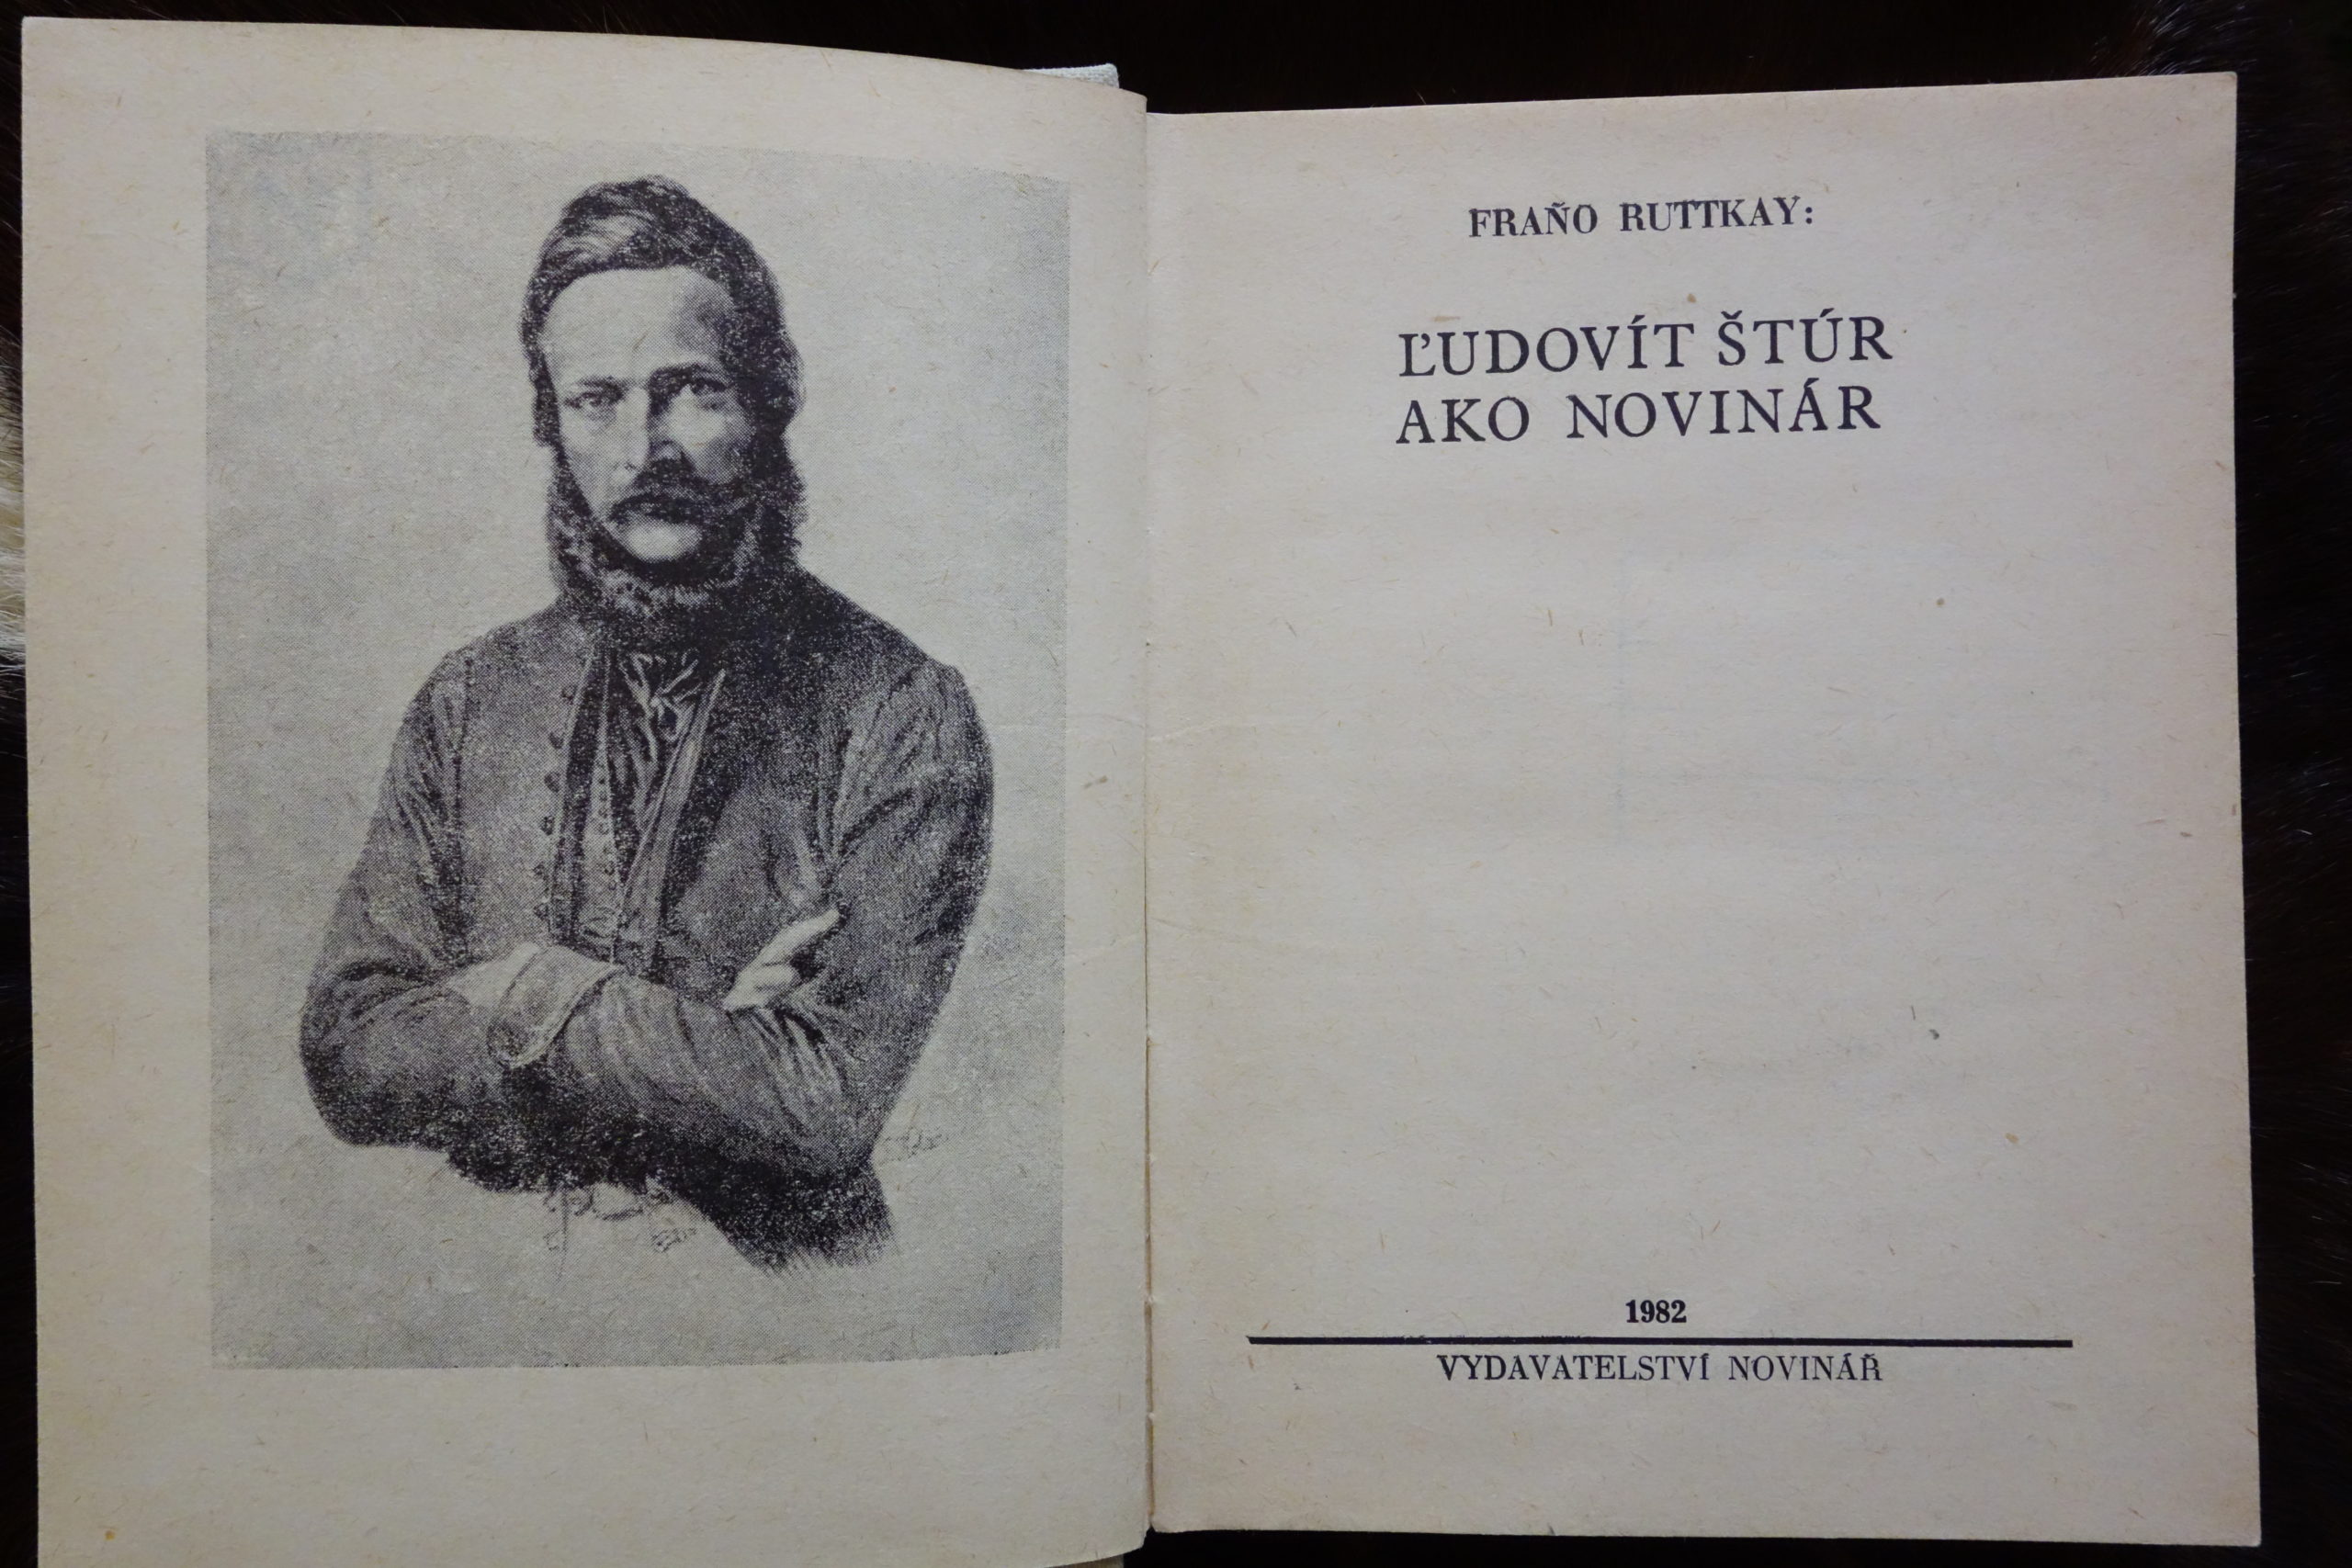 FRAŇO RUTTKAY:
ĽUDOVÍT ŠTÚR
AKO NOVINÁR
1982
VYDAVATELSTVÍ NOVINÁŘ